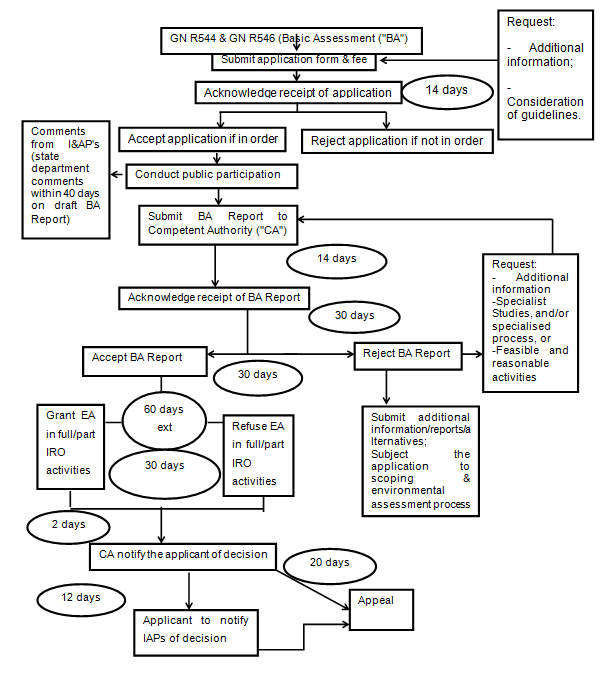 GN R544 & GN R546 (Basic Assessment ("BA")
Submit application form & fee
Request:
- Additional
information;
-
Consideration
of guidelines.
Acknowledge receipt of application
14 days
Accept application if in order
Reject application if not in order
Comments
from I&AP's
(state
department
comments
within 40 days
on draft BA
Report)
Conduct public participation
Submit BA Report to
Competent Authority ("CA")
14 days
Request:
- Additional
information
-Specialist
Studies, and/or
specialised
process, or
-Feasible and
reasonable
activities
Acknowledge receipt of BA Report
30 days
Accept BA Report
Reject BA Report
30 days
60 days
ext
30 days
Grant EA
in full/part
IRO
activities
Refuse EA
in full/part
IRO
activities
Submit additional
information/reports/a
lternatives;
Subject the
application to
scoping &
environmental
assessment process
2 days
CA notify the applicant of decision
20 days
12 days
Applicant to notify
IAPs of decision
Appeal